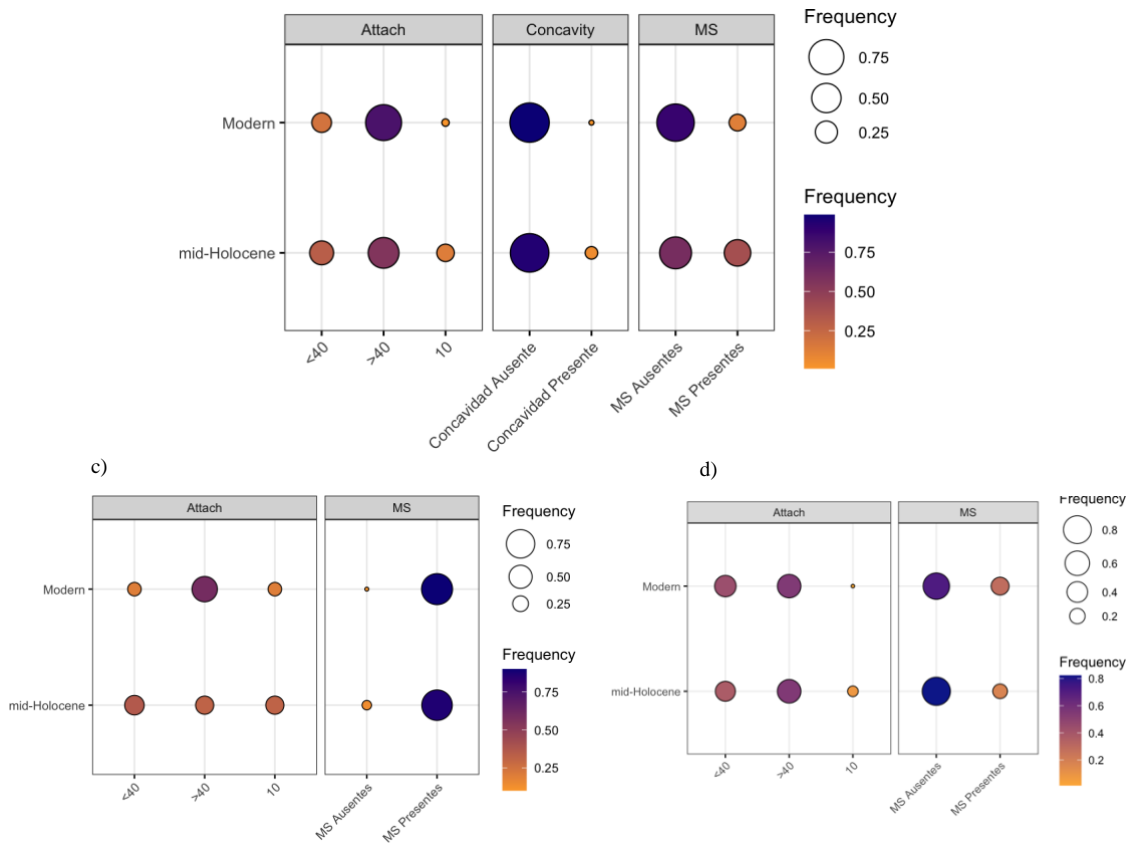 Attach
Concavity
MS
Frequency
0.75
0.50
0.25
Modern
mid-Holocene
Frequency
0.75
0.50
0.25
<40
>40
10
Concavidad Ausente
Concavidad Presente
MS Ausentes
MS Presentes
c)
Attach
MS
Frequency
0.75
0.50
0.25
Modern
mid-Holocene
Frequency
0.75
0.50
0.25
<40
>40
10
MS Ausentes
MS Presentes
d)
Attach
MS
Frequency
0.8
0.6
0.4
0.2
Modern
mid-Holocene
Frequency
0.8
0.6
0.4
0.2
<40
>40
10
MS Ausentes
MS Presentes